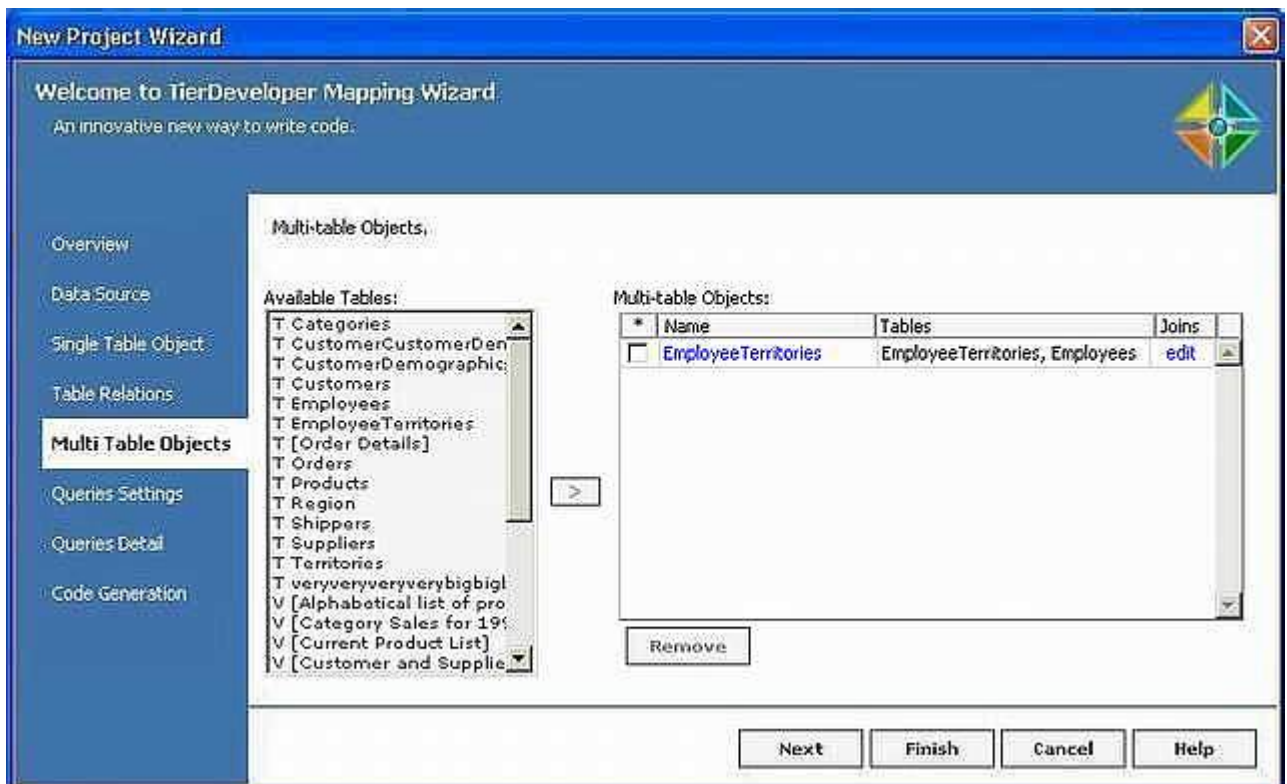 New Project Wizard
Welcome to TierDeveloper Mapping Wizard
An innovative new way to write code.
Overview
Data Source
Single Table Object
Table Relations
Multi Table Objects
Queries Settings
Queries Detail
Code Generation
Multi-table Objects.
Available Tables:
T Categories
T CustomerCustomerDen
T CustomerDemographic
T Customers
T Employees
T EmployeeTerritories
T [Order Details]
T Orders
T Products
T Region
T Shippers
T Suppliers
T Territories
T veryveryveryverybigbigl
V [Alphabetical list of pro
V [Category Sales for 199
V [Current Product List]
V [Customer and Supplie
>
Multi-table Objects:
* Name Tables Joins
EmployeeTerritories EmployeeTerritories, Employees edit
Remove
Next Finish Cancel Help